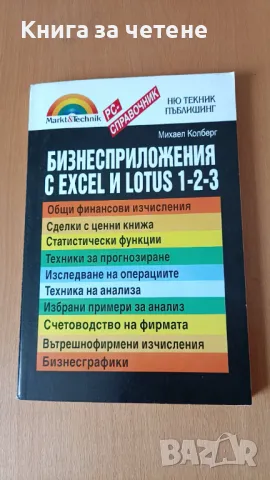 Книга за четене
Markt&Technik
PC-
СПРАВОЧНИК
НЮ ТЕКНИК
ПЪБЛИШИНГ
Михаел Колберг
БИЗНЕСПРИЛОЖЕНИЯ
С EXCEL И LOTUS 1-2-3
Общи финансови изчисления
Сделки с ценни книжа
Статистически функции
Техники за прогнозиране
Изследване на операциите
Техника на анализа
Избрани примери за анализ
Счетоводство на фирмата
Вътрешнофирмени изчисления
Бизнесграфики
bazar